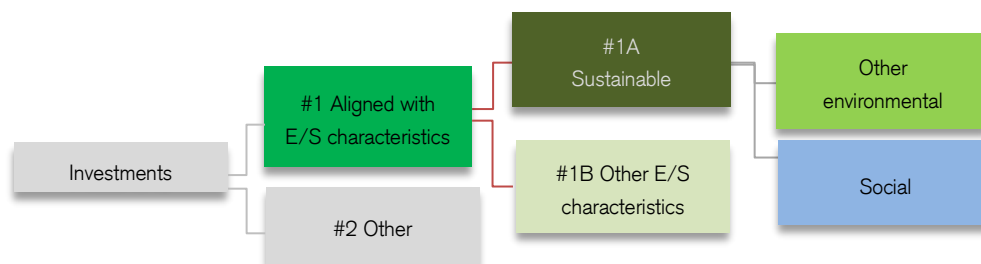 Investments
#1 Aligned with
E/S characteristics
#2 Other
#1A
Sustainable
#1B Other E/S
characteristics
Other
environmental
Social